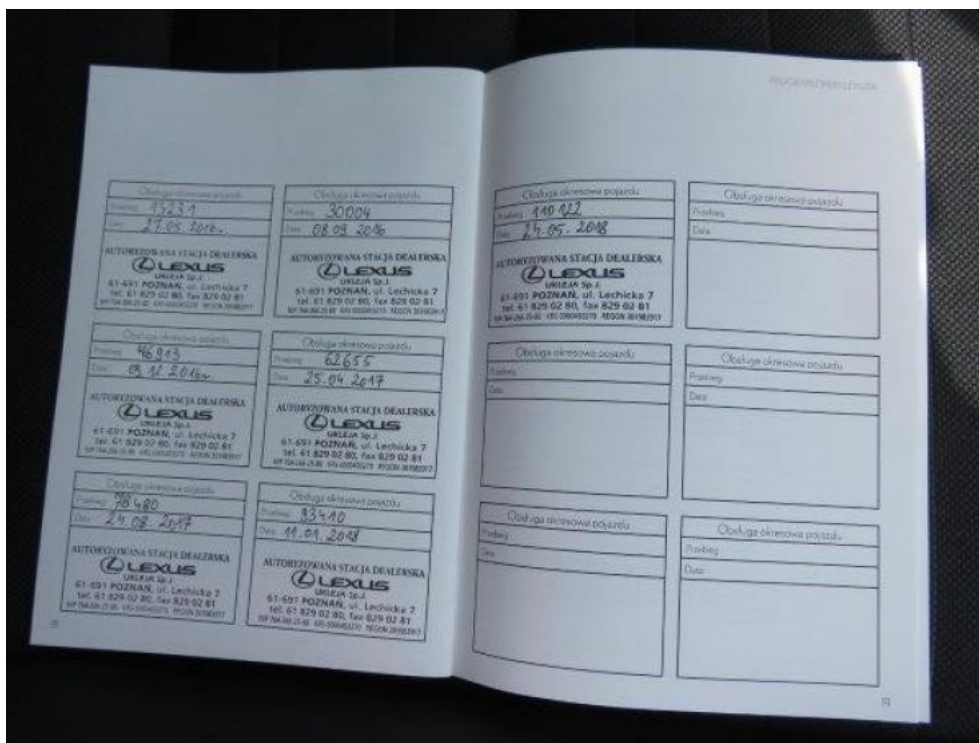 Obsługa okresowa pojazdu
Przebieg 15231
Data 27.05.2016r.
AUTORYZOWANA STACJA DEALERSKA
LEXUS
UKLEJA Sp.J.
61-691 POZNAŃ, ul. Lechicka 7
tel. 61 829 02 80, fax 829 02 81
Obsługa okresowa pojazdu
Przebieg 30004
Data 08.09 2016
AUTORYZOWANA STACJA DEALERSKA
LEXUS
UKLEJA Sp.J.
61-691 POZNAŃ, ul. Lechicka 7
tel. 61 829 02 80, fax 829 02 81
Obsługa okresowa pojazdu
Przebieg 46913
Data 09.12 2016r.
AUTORYZOWANA STACJA DEALERSKA
LEXUS
UKLEJA Sp.J.
61-691 POZNAŃ, ul. Lechicka 7
tel. 61 829 02 80, fax 829 02 81
Obsługa okresowa pojazdu
Przebieg 62655
Data 25.04.2017
AUTORYZOWANA STACJA DEALERSKA
LEXUS
UKLEJA Sp.J.
61-691 POZNAŃ, ul. Lechicka 7
tel. 61 829 02 80, fax 829 02 81
Obsługa okresowa pojazdu
Przebieg 78480
Data 24.08 2017
AUTORYZOWANA STACJA DEALERSKA
LEXUS
UKLEJA Sp.J.
61-691 POZNAŃ, ul. Lechicka 7
tel. 61 829 02 80, fax 829 02 81
Obsługa okresowa pojazdu
Przebieg 93410
Data 11.01.2018
AUTORYZOWANA STACJA DEALERSKA
LEXUS
UKLEJA Sp.J.
61-691 POZNAŃ, ul. Lechicka 7
tel. 61 829 02 80, fax 829 02 81
Obsługa okresowa pojazdu
Przebieg 110 122
Data 24.05.2018
AUTORYZOWANA STACJA DEALERSKA
LEXUS
UKLEJA Sp.J.
61-691 POZNAŃ, ul. Lechicka 7
tel. 61 829 02 80, fax 829 02 81
Obsługa okresowa pojazdu
Przebieg
Data
Obsługa okresowa pojazdu
Przebieg
Data
Obsługa okresowa pojazdu
Przebieg
Data
Obsługa okresowa pojazdu
Przebieg
Data
Obsługa okresowa pojazdu
Przebieg
Data